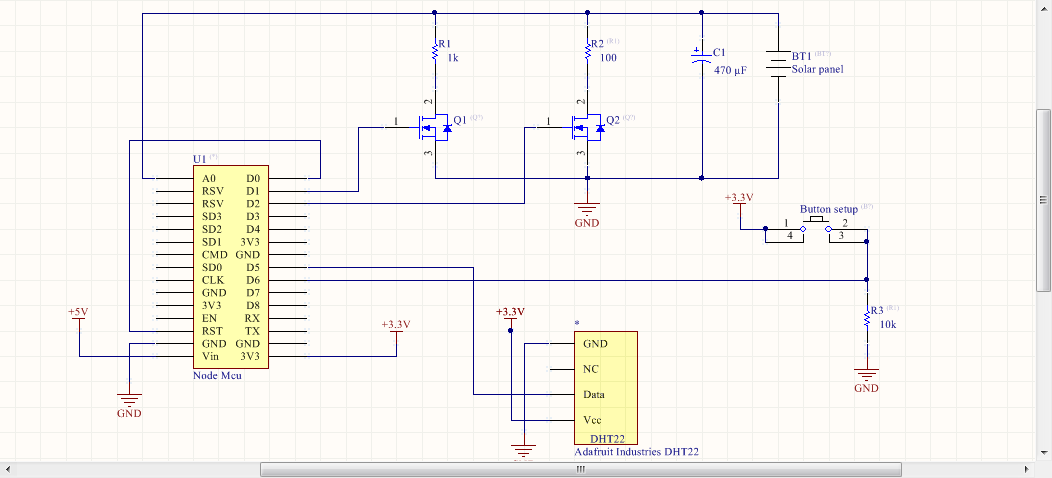 R1
1k
R2 (R1)
100
C1
470 µF
BT1 (BT?)
Solar panel
2
1
Q1 (Q?)
3
2
1
Q2 (Q?)
3
GND
U1 (*)
A0 D0
RSV D1
RSV D2
SD3 D3
SD2 D4
SD1 3V3
CMD GND
SD0 D5
CLK D6
GND D7
3V3 D8
EN RX
RST TX
GND GND
Vin 3V3
Node Mcu
+5V
GND
+3.3V
+3.3V
*
GND
NC
Data
Vcc
DHT22
Adafruit Industries DHT22
+3.3V
Button setup (B?)
1 2
4 3
R3 (R1)
10k
GND